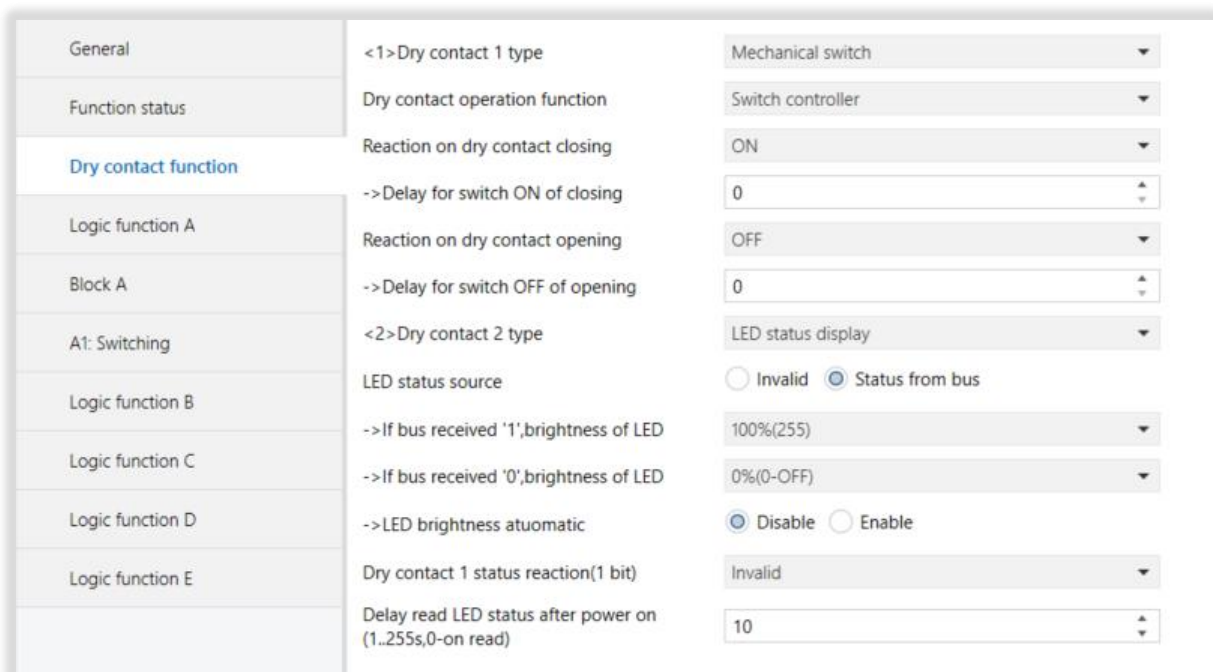 General
Function status
Dry contact function
Logic function A
Block A
A1: Switching
Logic function B
Logic function C
Logic function D
Logic function E
<1>Dry contact 1 type
Mechanical switch
Dry contact operation function
Switch controller
Reaction on dry contact closing
ON
->Delay for switch ON of closing
0
Reaction on dry contact opening
OFF
->Delay for switch OFF of opening
0
<2>Dry contact 2 type
LED status display
LED status source
Invalid
Status from bus
->If bus received '1',brightness of LED
100%(255)
->If bus received '0',brightness of LED
0%(0-OFF)
->LED brightness atuomatic
Disable
Enable
Dry contact 1 status reaction(1 bit)
Invalid
Delay read LED status after power on
(1..255s,0-on read)
10